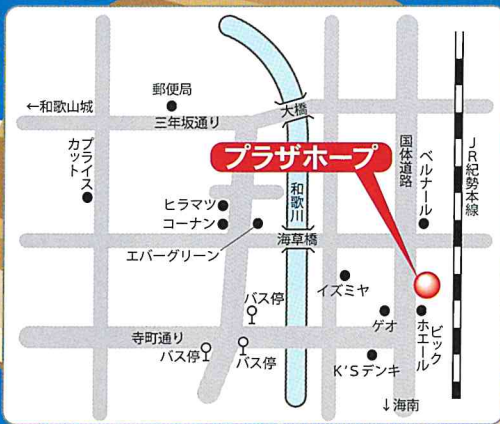 ←和歌山城
郵便局
三年坂通り
大橋
プライスカット
プラザホープ
国体道路
ベルナール
JR紀勢本線
ヒラマツ
コーナン
エバーグリーン
和歌川
海草橋
イズミヤ
バス停
ゲオ
ビックホエール
寺町通り
バス停
バス停
K'Sデンキ
↓海南